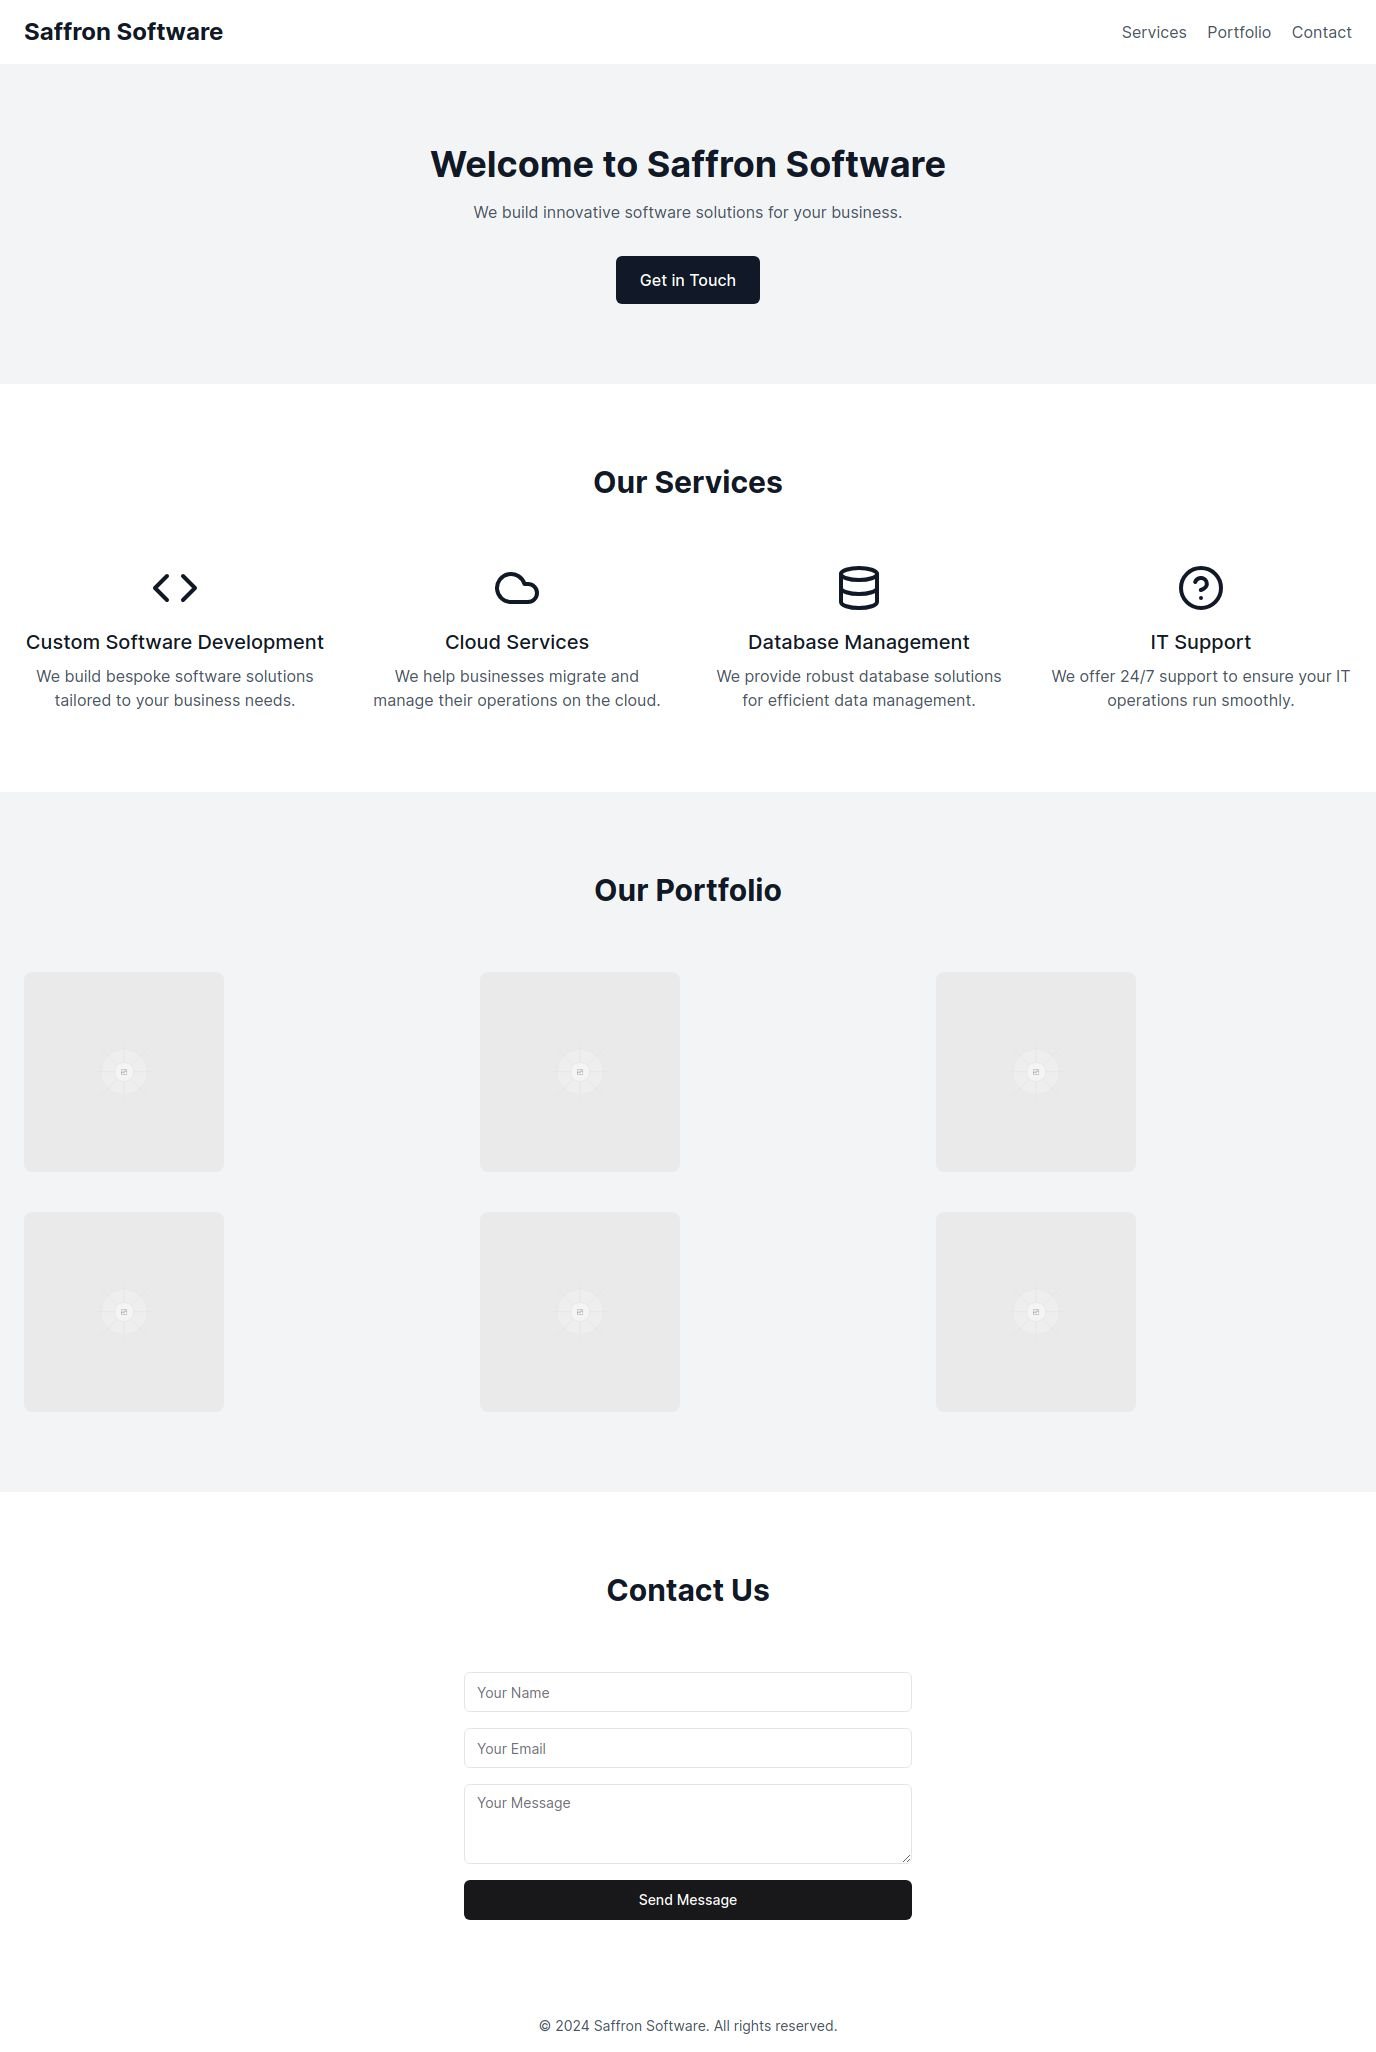 Saffron Software
Services Portfolio Contact
Welcome to Saffron Software
We build innovative software solutions for your business.
Get in Touch
Our Services
Custom Software Development
We build bespoke software solutions
tailored to your business needs.
Cloud Services
We help businesses migrate and
manage their operations on the cloud.
Database Management
We provide robust database solutions
for efficient data management.
IT Support
We offer 24/7 support to ensure your IT
operations run smoothly.
Our Portfolio
Contact Us
Your Name
Your Email
Your Message
Send Message
© 2024 Saffron Software. All rights reserved.